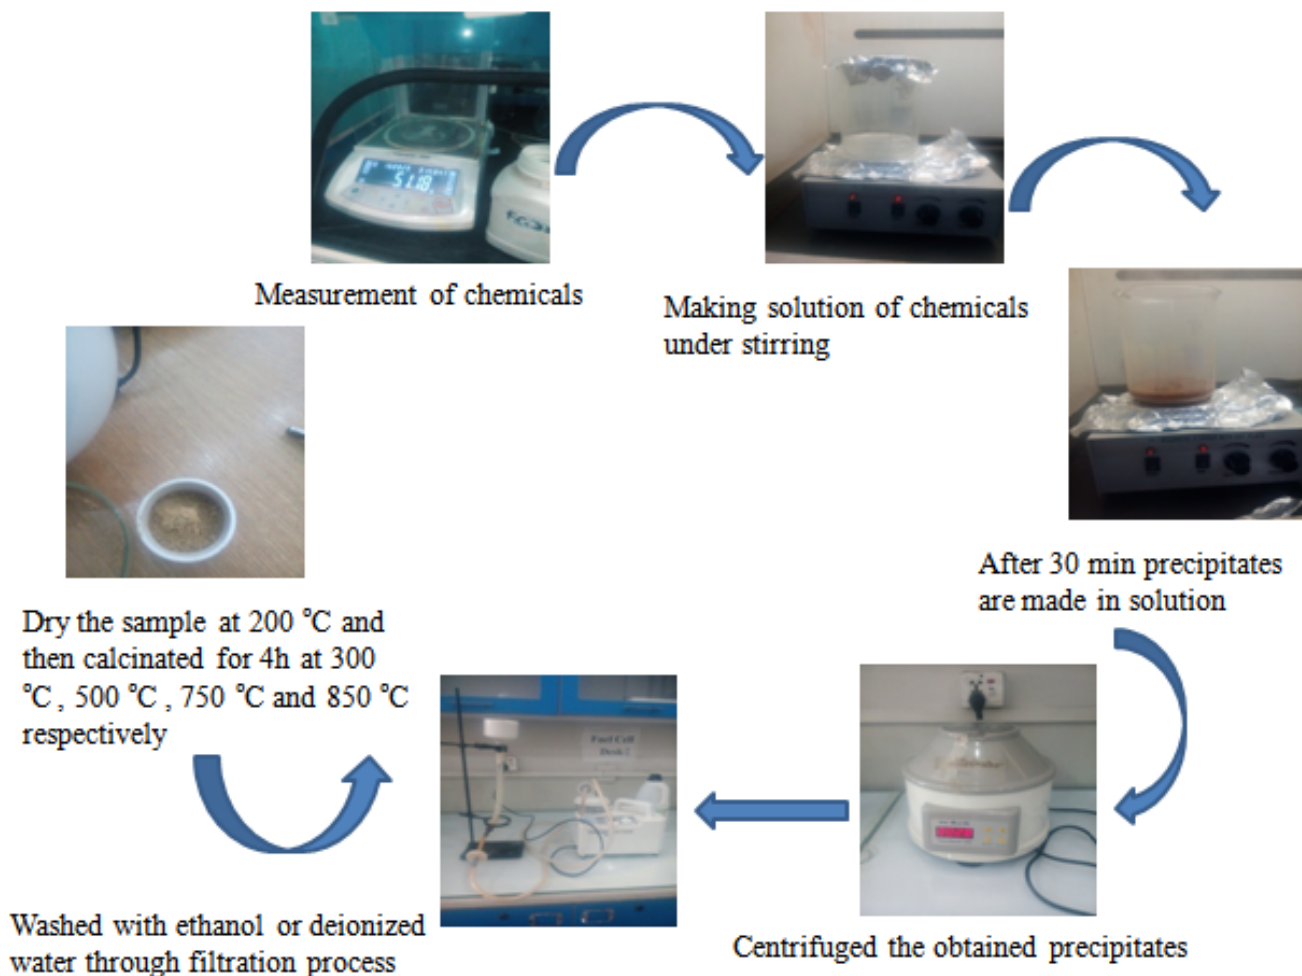 Measurement of chemicals
Making solution of chemicals
under stirring
After 30 min precipitates
are made in solution
Centrifuged the obtained precipitates
Fuel Cell
Washed with ethanol or deionized
water through filtration process
Dry the sample at 200 ℃ and
then calcinated for 4h at 300
℃ , 500 ℃ , 750 ℃ and 850 ℃
respectively